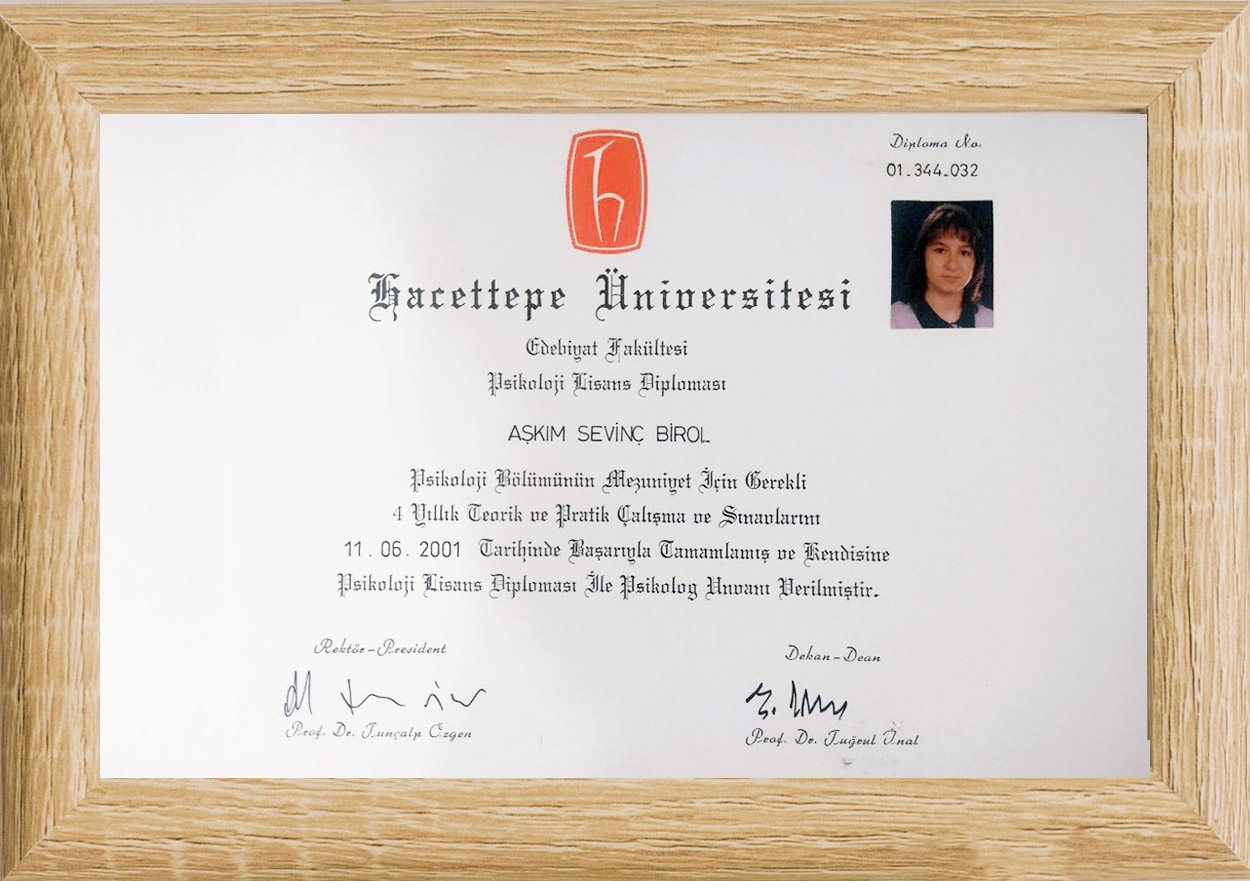 Diploma No.
01.344.032
Hacettepe Üniversitesi
Edebiyat Fakültesi
Psikoloji Lisans Diploması
AŞKIM SEVİNÇ BİROL
Psikoloji Bölümünün Mezuniyet İçin Gerekli
4 Yıllık Teorik ve Pratik Çalışma ve Sınavlarını
11.06.2001 Tarihinde Başarıyla Tamamlamış ve Kendisine
Psikoloji Lisans Diploması İle Psikolog Unvanı Verilmiştir.
Rektör-President
Dekan-Dean
Prof. Dr. Tunçalp Özgen
Prof. Dr. Tuğrul İnal